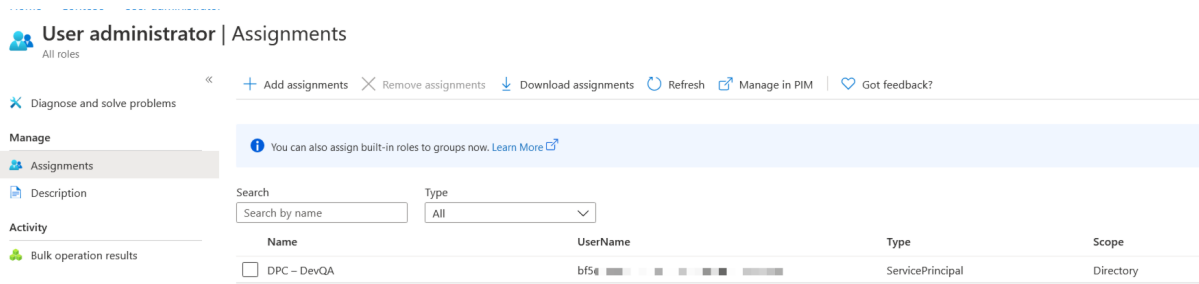 User administrator | Assignments
All roles
«
Diagnose and solve problems
Manage
Assignments
Description
Activity
Bulk operation results
Add assignments Remove assignments Download assignments Refresh Manage in PIM Got feedback?
You can also assign built-in roles to groups now. Learn More
Search Type
Search by name All
Name UserName Type Scope
DPC – DevQA ServicePrincipal Directory